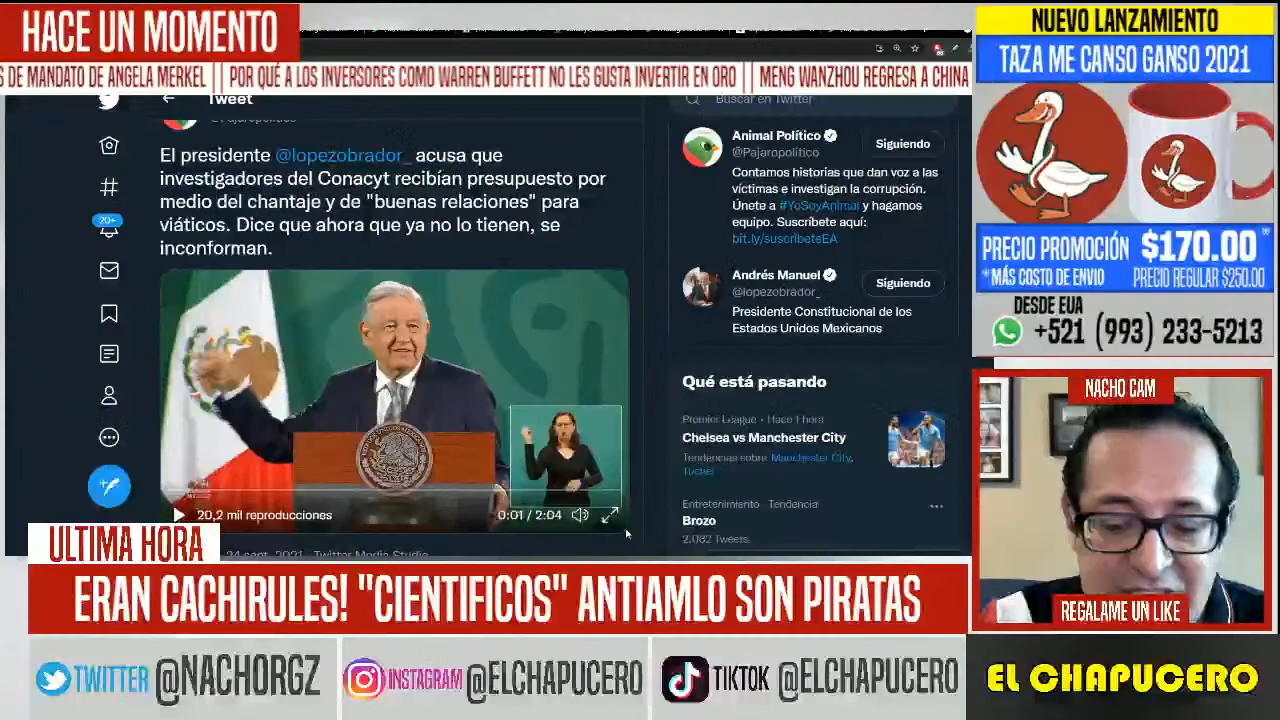 HACE UN MOMENTO
S DE MANDATO DE ANGELA MERKEL || POR QUÉ A LOS INVERSORES COMO WARREN BUFFETT NO LES GUSTA INVERTIR EN ORO || MENG WANZHOU REGRESA A CHINA
Tweet
Buscar en Twitter
El presidente @lopezobrador_ acusa que
investigadores del Conacyt recibían presupuesto por
medio del chantaje y de "buenas relaciones" para
viáticos. Dice que ahora que ya no lo tienen, se
inconforman.
20,2 mil reproducciones
0:01 / 2:04
24 sept. 2021 · Twitter Media Studio
20+
Animal Político
@Pajaropolitico
Siguiendo
Contamos historias que dan voz a las
víctimas e investigan la corrupción.
Únete a #YoSoyAnimal y hagamos
equipo. Suscríbete aquí:
bit.ly/suscribeteEA
Andrés Manuel
@lopezobrador_
Siguiendo
Presidente Constitucional de los
Estados Unidos Mexicanos
Qué está pasando
Premier League · Hace 1 hora
Chelsea vs Manchester City
Tendencias sobre Manchester City,
Tuchel
Entretenimiento · Tendencia
Brozo
2.082 Tweets
NUEVO LANZAMIENTO
TAZA ME CANSO GANSO 2021
PRECIO PROMOCIÓN $170.00
*MÁS COSTO DE ENVIO PRECIO REGULAR $250.00
DESDE EUA
+521 (993) 233-5213
NACHO CAM
REGALAME UN LIKE
ULTIMA HORA
ERAN CACHIRULES! "CIENTIFICOS" ANTIAMLO SON PIRATAS
TWITTER @NACHORGZ
INSTAGRAM @ELCHAPUCERO
TIKTOK @ELCHAPUCERO
EL CHAPUCERO